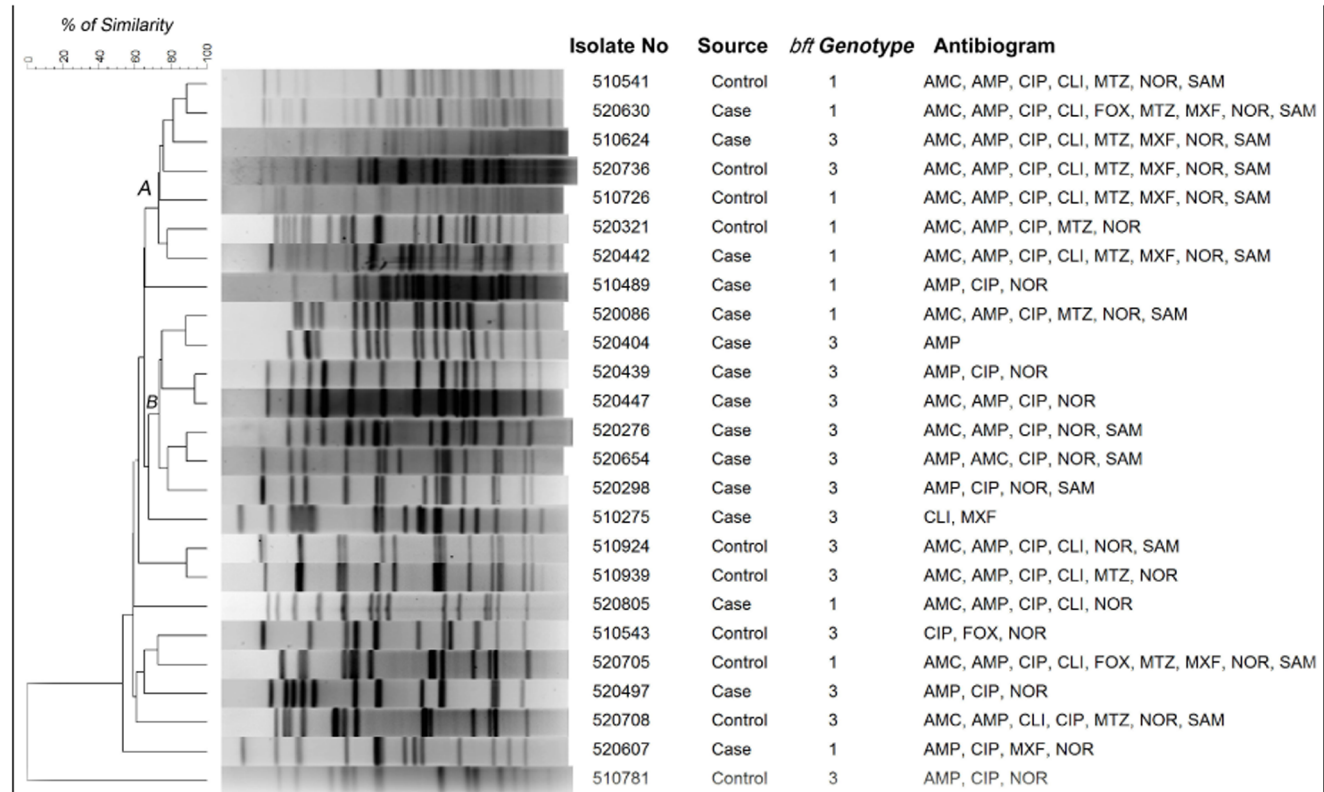 % of Similarity
0 20 40 60 80 100
Isolate No Source bft Genotype Antibiogram
510541 Control 1 AMC, AMP, CIP, CLI, MTZ, NOR, SAM
520630 Case 1 AMC, AMP, CIP, CLI, FOX, MTZ, MXF, NOR, SAM
510624 Case 3 AMC, AMP, CIP, CLI, MTZ, MXF, NOR, SAM
520736 Control 3 AMC, AMP, CIP, CLI, MTZ, MXF, NOR, SAM
A
510726 Control 1 AMC, AMP, CIP, CLI, MTZ, MXF, NOR, SAM
520321 Control 1 AMC, AMP, CIP, MTZ, NOR
520442 Case 1 AMC, AMP, CIP, CLI, MTZ, MXF, NOR, SAM
510489 Case 1 AMP, CIP, NOR
520086 Case 1 AMC, AMP, CIP, MTZ, NOR, SAM
520404 Case 3 AMP
520439 Case 3 AMP, CIP, NOR
B
520447 Case 3 AMC, AMP, CIP, NOR
520276 Case 3 AMC, AMP, CIP, NOR, SAM
520654 Case 3 AMP, AMC, CIP, NOR, SAM
520298 Case 3 AMP, CIP, NOR, SAM
510275 Case 3 CLI, MXF
510924 Control 3 AMC, AMP, CIP, CLI, NOR, SAM
510939 Control 3 AMC, AMP, CIP, CLI, MTZ, NOR
520805 Case 1 AMC, AMP, CIP, CLI, NOR
510543 Control 3 CIP, FOX, NOR
520705 Control 1 AMC, AMP, CIP, CLI, FOX, MTZ, MXF, NOR, SAM
520497 Case 3 AMP, CIP, NOR
520708 Control 3 AMC, AMP, CLI, CIP, MTZ, NOR, SAM
520607 Case 1 AMP, CIP, MXF, NOR
510781 Control 3 AMP, CIP, NOR